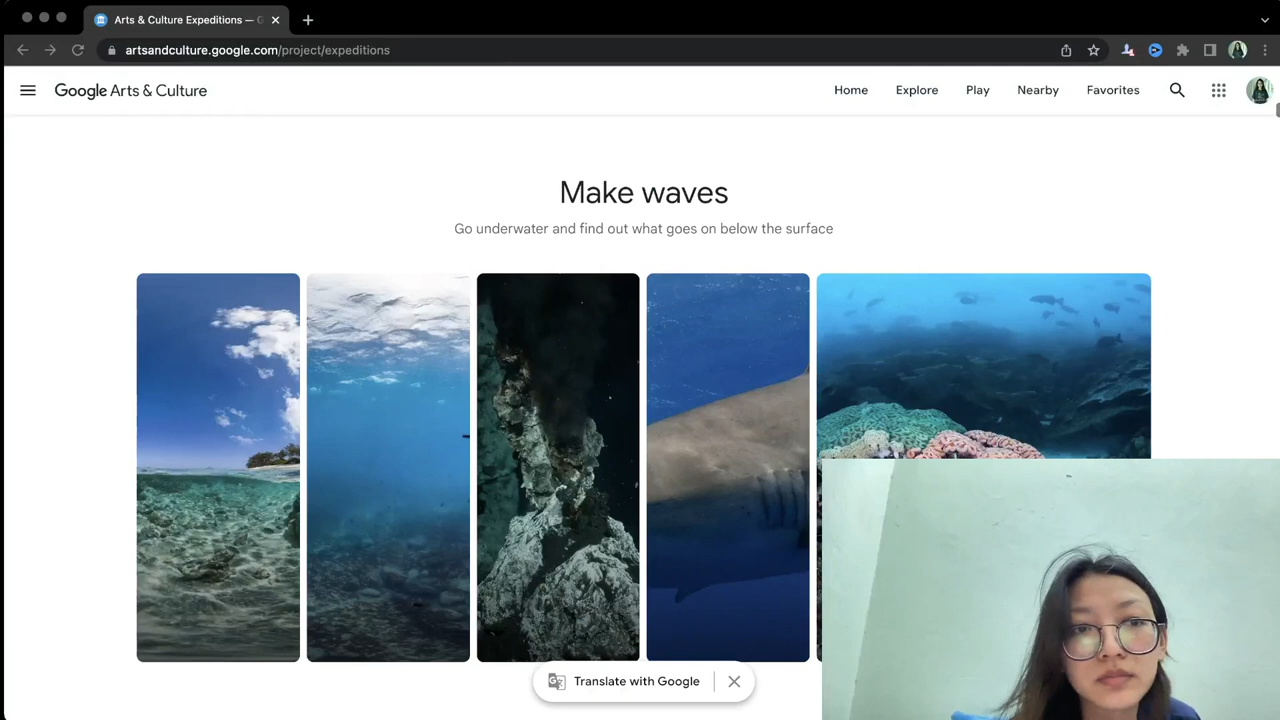 Arts & Culture Expeditions — G
artsandculture.google.com/project/expeditions
Google Arts & Culture
Home
Explore
Play
Nearby
Favorites
Make waves
Go underwater and find out what goes on below the surface
Translate with Google